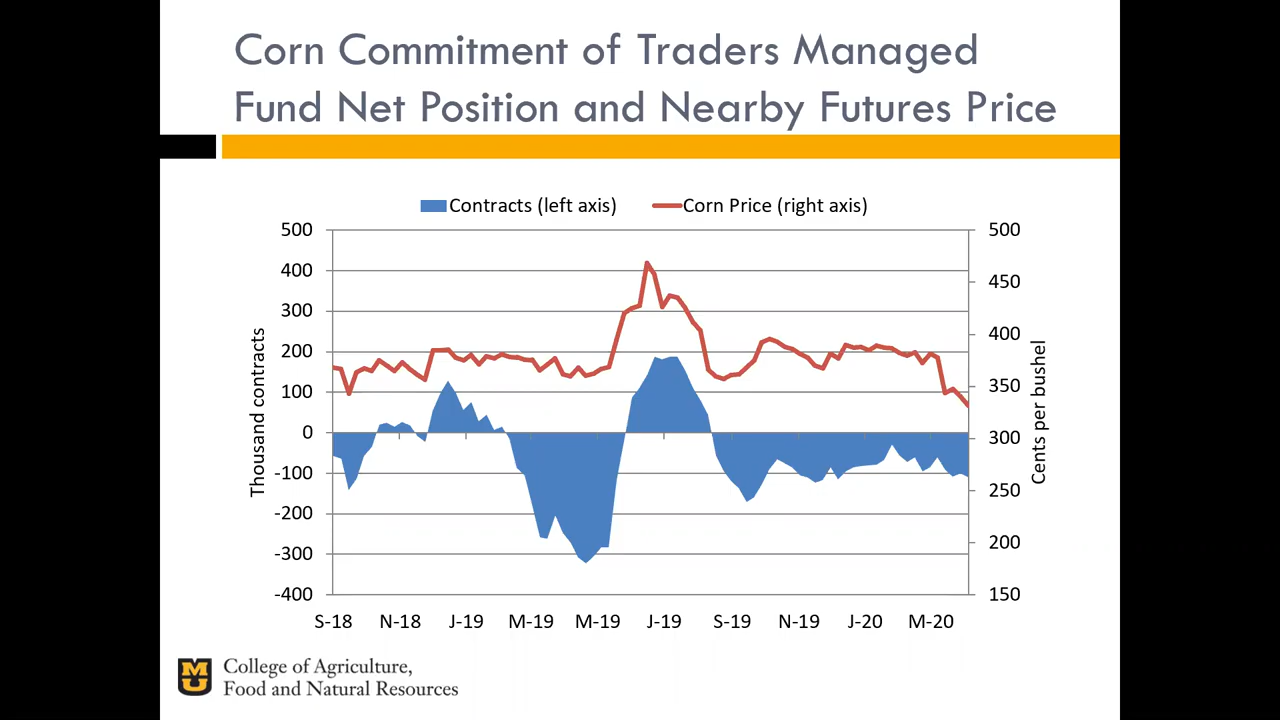 Corn Commitment of Traders Managed
Fund Net Position and Nearby Futures Price
Contracts (left axis)
Corn Price (right axis)
500
400
300
200
100
0
-100
-200
-300
-400
Thousand contracts
500
450
400
350
300
250
200
150
Cents per bushel
S-18 N-18 J-19 M-19 M-19 J-19 S-19 N-19 J-20 M-20
MU
College of Agriculture,
Food and Natural Resources